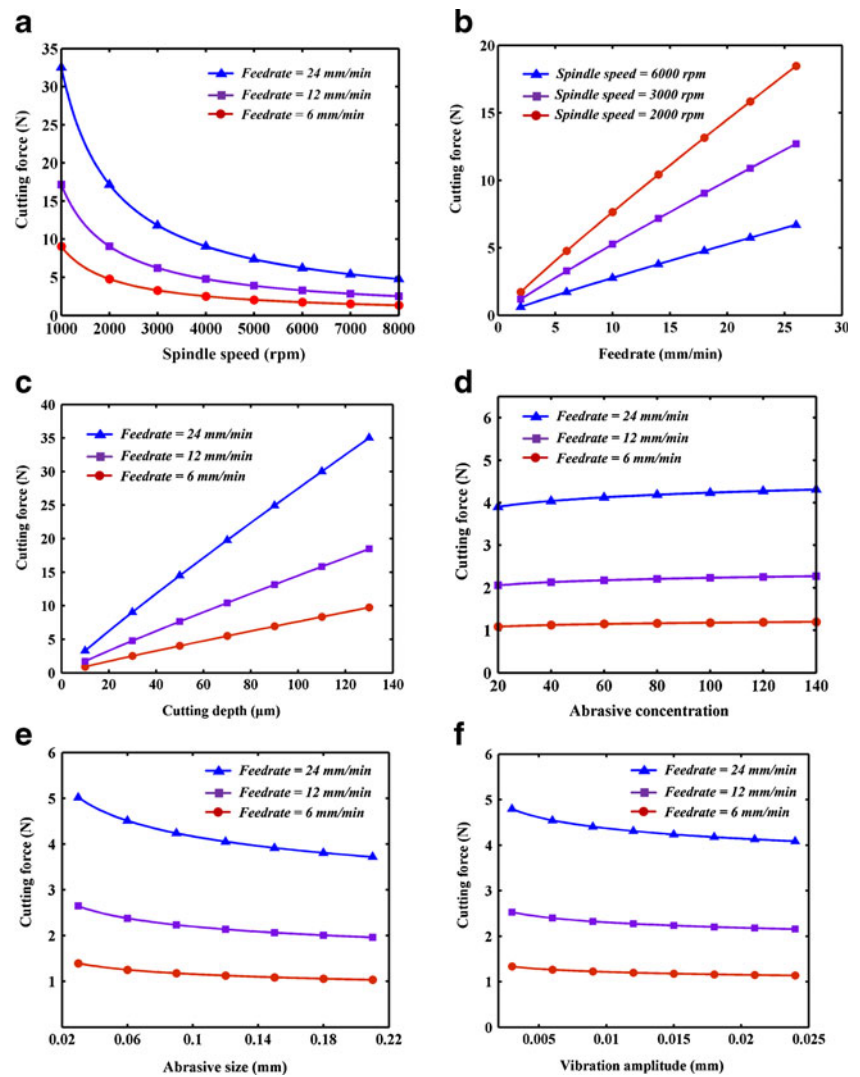 a
35
30
25
20
15
10
5
0
Cutting force (N)
Feedrate = 24 mm/min
Feedrate = 12 mm/min
Feedrate = 6 mm/min
1000 2000 3000 4000 5000 6000 7000 8000
Spindle speed (rpm)
b
20
15
10
5
0
Cutting force (N)
Spindle speed = 6000 rpm
Spindle speed = 3000 rpm
Spindle speed = 2000 rpm
0 5 10 15 20 25 30
Feedrate (mm/min)
c
40
35
30
25
20
15
10
5
0
Cutting force (N)
Feedrate = 24 mm/min
Feedrate = 12 mm/min
Feedrate = 6 mm/min
0 20 40 60 80 100 120 140
Cutting depth (µm)
d
6
5
4
3
2
1
0
Cutting force (N)
Feedrate = 24 mm/min
Feedrate = 12 mm/min
Feedrate = 6 mm/min
20 40 60 80 100 120 140
Abrasive concentration
e
6
5
4
3
2
1
0
Cutting force (N)
Feedrate = 24 mm/min
Feedrate = 12 mm/min
Feedrate = 6 mm/min
0.02 0.06 0.1 0.14 0.18 0.22
Abrasive size (mm)
f
6
5
4
3
2
1
0
Cutting force (N)
Feedrate = 24 mm/min
Feedrate = 12 mm/min
Feedrate = 6 mm/min
0.005 0.01 0.015 0.02 0.025
Vibration amplitude (mm)